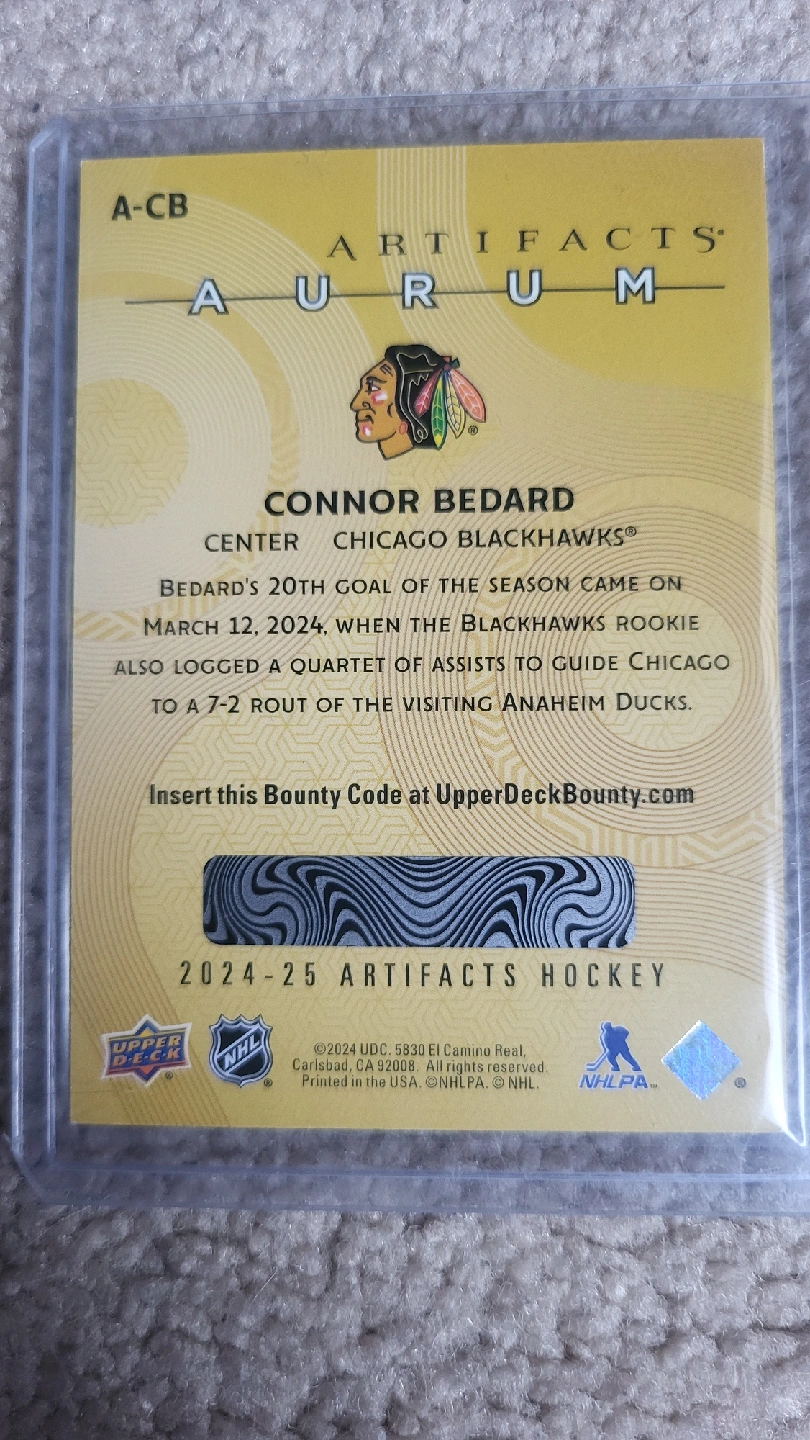 A-CB
ARTIFACTS
AURUM
CONNOR BEDARD
CENTER CHICAGO BLACKHAWKS®
BEDARD'S 20TH GOAL OF THE SEASON CAME ON
MARCH 12, 2024, WHEN THE BLACKHAWKS ROOKIE
ALSO LOGGED A QUARTET OF ASSISTS TO GUIDE CHICAGO
TO A 7-2 ROUT OF THE VISITING ANAHEIM DUCKS.
Insert this Bounty Code at UpperDeckBounty.com
2024-25 ARTIFACTS HOCKEY
UPPER
DECK
NHL
©2024 UDC. 5830 El Camino Real,
Carlsbad, CA 92008. All rights reserved.
Printed in the USA. ©NHLPA. © NHL.
NHLPA